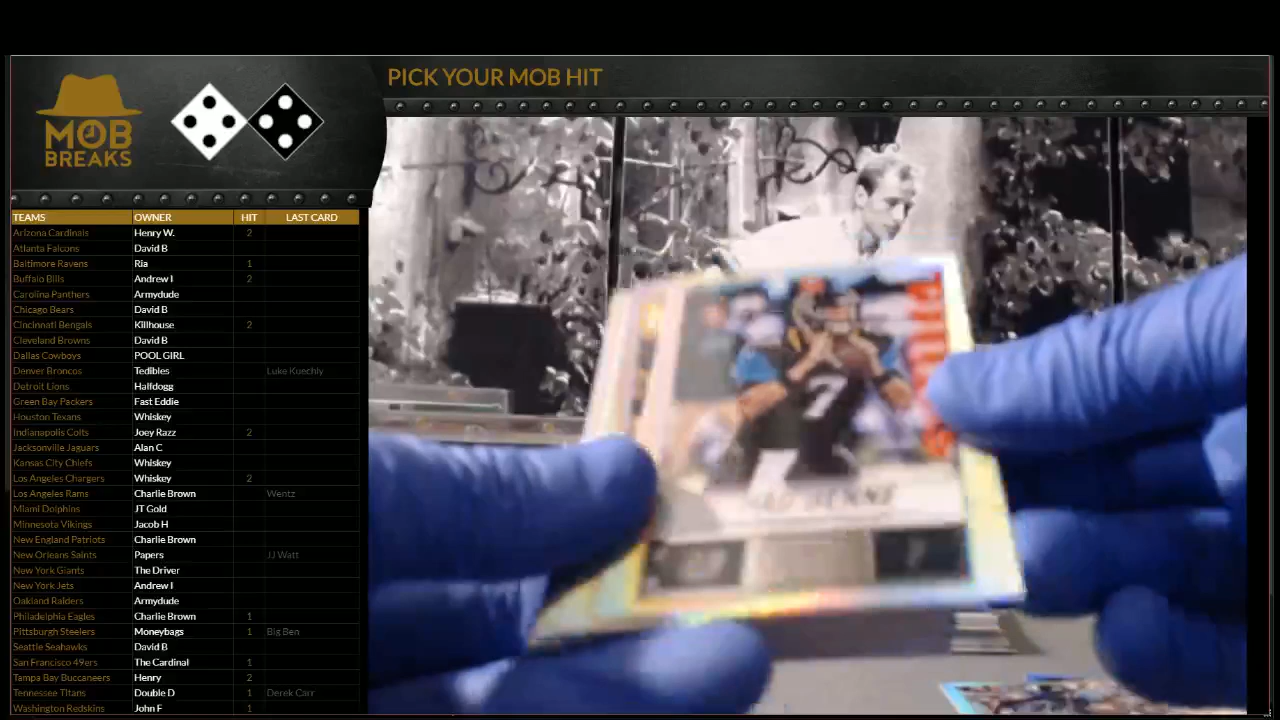 PICK YOUR MOB HIT
MOB
BREAKS
TEAMS OWNER HIT LAST CARD
Arizona Cardinals Henry W. 2
Atlanta Falcons David B
Baltimore Ravens Ria 1
Buffalo Bills Andrew I 2
Carolina Panthers Armydude
Chicago Bears David B
Cincinnati Bengals Killhouse 2
Cleveland Browns David B
Dallas Cowboys POOL GIRL
Denver Broncos Tedibles Luke Kuechly
Detroit Lions Halfdogg
Green Bay Packers Fast Eddie
Houston Texans Whiskey
Indianapolis Colts Joey Razz 2
Jacksonville Jaguars Alan C
Kansas City Chiefs Whiskey
Los Angeles Chargers Whiskey 2
Los Angeles Rams Charlie Brown Wentz
Miami Dolphins JT Gold
Minnesota Vikings Jacob H
New England Patriots Charlie Brown
New Orleans Saints Papers JJ Watt
New York Giants The Driver
New York Jets Andrew I
Oakland Raiders Armydude
Philadelphia Eagles Charlie Brown 1
Pittsburgh Steelers Moneybags 1 Big Ben
Seattle Seahawks David B
San Francisco 49ers The Cardinal 1
Tampa Bay Buccaneers Henry 2
Tennessee Titans Double D 1 Derek Carr
Washington Redskins John F 1
7